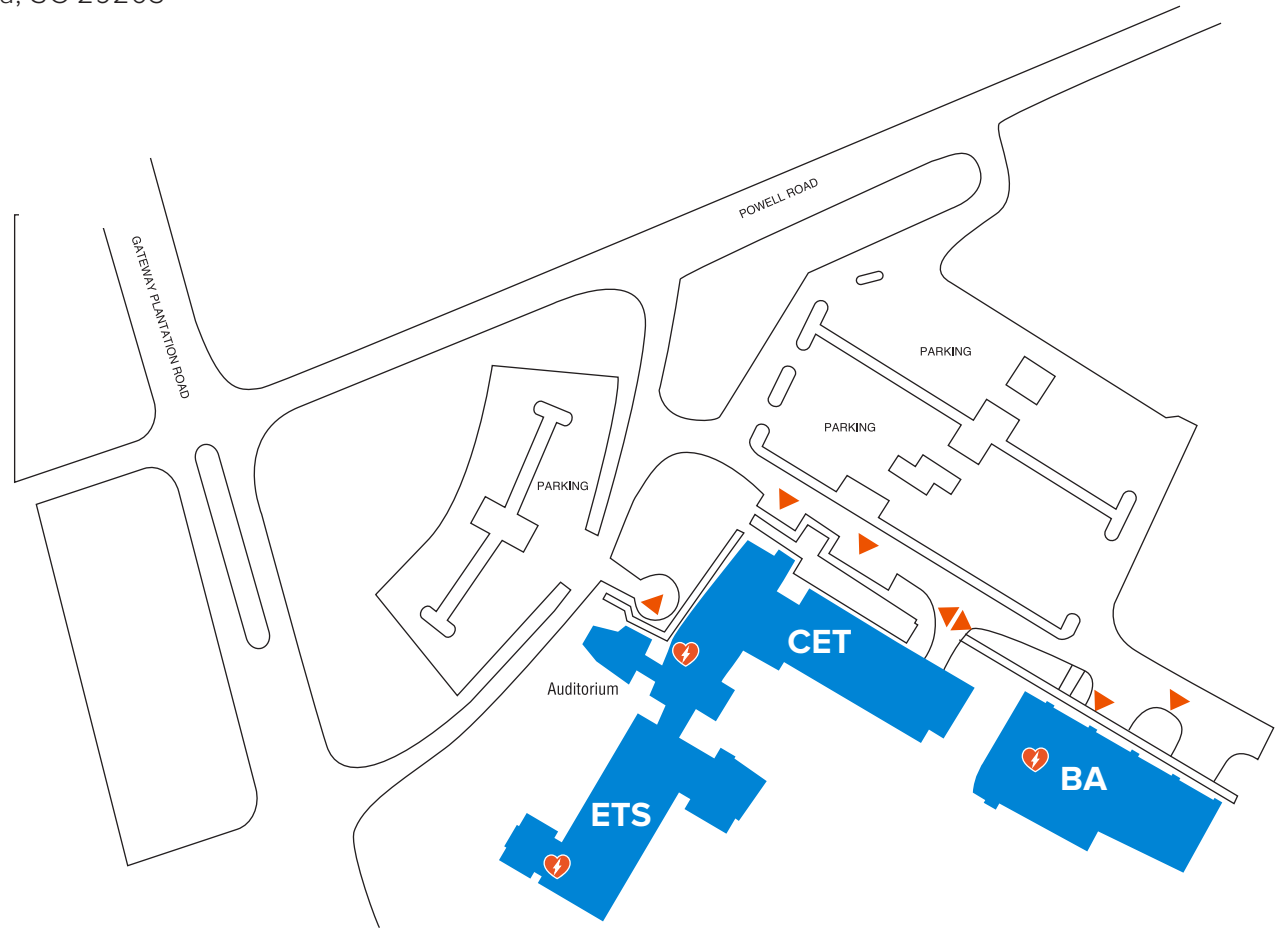 SC 29203
POWELL ROAD
GATEWAY PLANTATION ROAD
PARKING
PARKING
PARKING
CET
Auditorium
BA
ETS